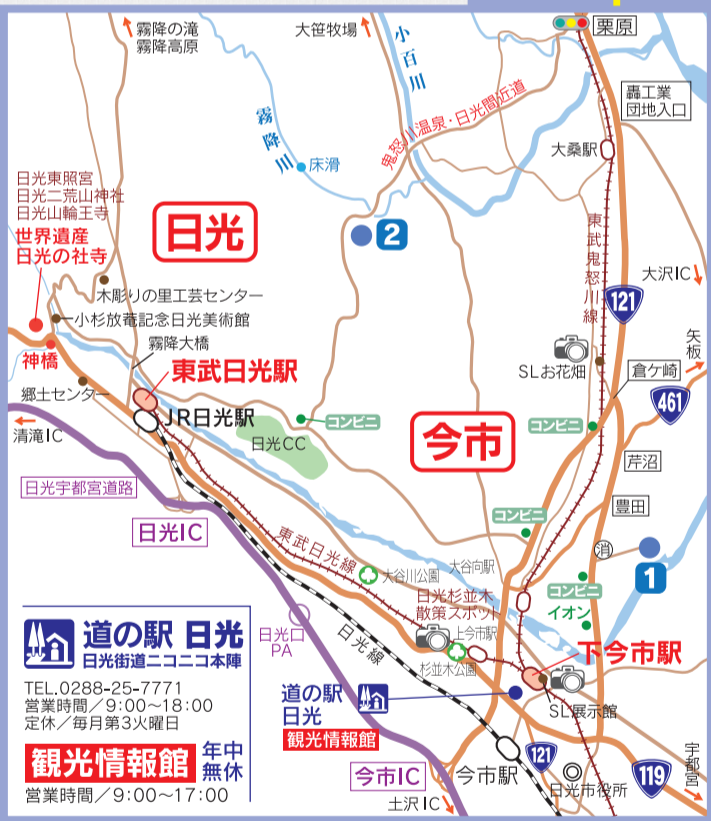 霧降の滝
霧降高原
大笹牧場
小百川
栗原
轟工業
団地入口
霧降川
鬼怒川温泉・日光間近道
床滑
大桑駅
日光東照宮
日光二荒山神社
日光山輪王寺
世界遺産
日光の社寺
日光
2
東武鬼怒川線
大沢IC
木彫りの里工芸センター
小杉放菴記念日光美術館
121
霧降大橋
矢板
神橋
東武日光駅
SLお花畑
倉ケ崎
郷土センター
461
JR日光駅
コンビニ
今市
コンビニ
清滝IC
日光CC
芹沼
日光宇都宮道路
豊田
コンビニ
日光IC
消
東武日光線
大谷向駅
1
大谷川公園
コンビニ
日光杉並木
散策スポット
イオン
道の駅 日光
日光街道ニコニコ本陣
日光口
PA
日光線
上今市駅
下今市駅
杉並木公園
TEL.0288-25-7771
営業時間/9:00~18:00
定休/毎月第3火曜日
道の駅
日光
観光情報館
SL展示館
観光情報館
年中
無休
営業時間/9:00~17:00
今市IC
今市駅
121
日光市役所
119
宇都宮
土沢IC